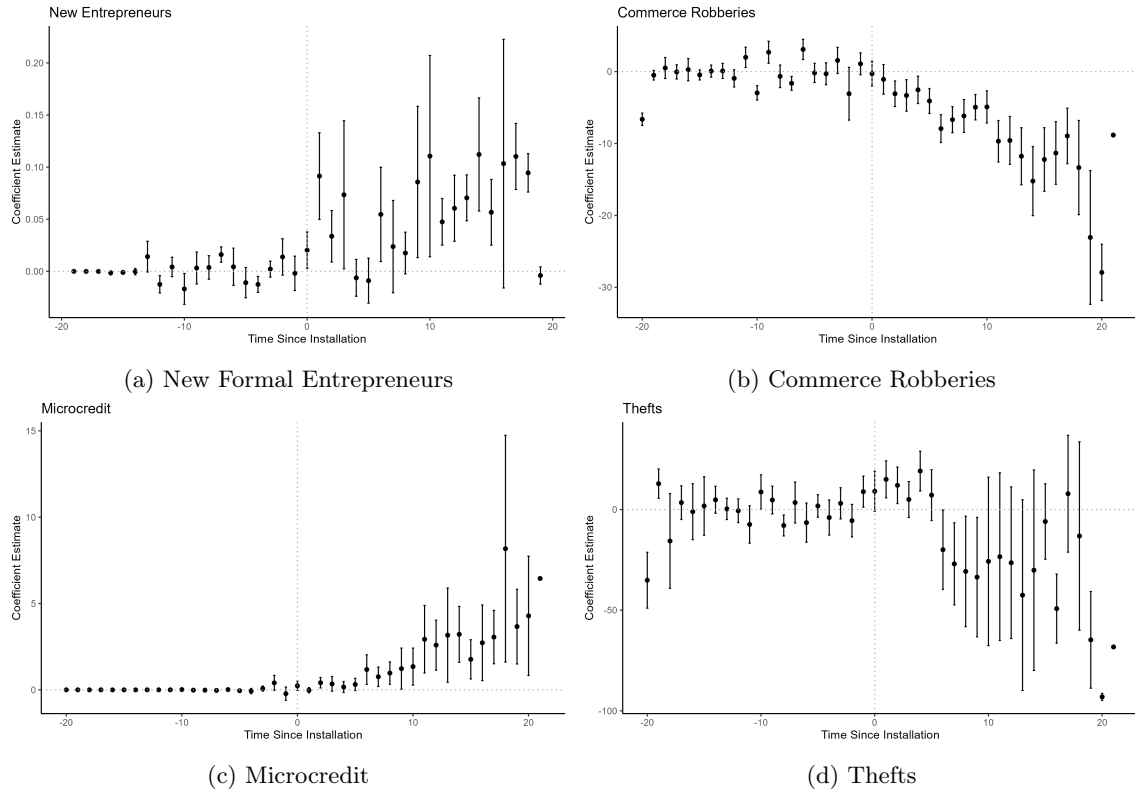 New Entrepreneurs
Coefficient Estimate
0.20
0.15
0.10
0.05
0.00
-20 -10 0 10 20
Time Since Installation
(a) New Formal Entrepreneurs
Commerce Robberies
Coefficient Estimate
0
-10
-20
-30
-20 -10 0 10 20
Time Since Installation
(b) Commerce Robberies
Microcredit
Coefficient Estimate
15
10
5
0
-20 -10 0 10 20
Time Since Installation
(c) Microcredit
Thefts
Coefficient Estimate
0
-50
-100
-20 -10 0 10 20
Time Since Installation
(d) Thefts